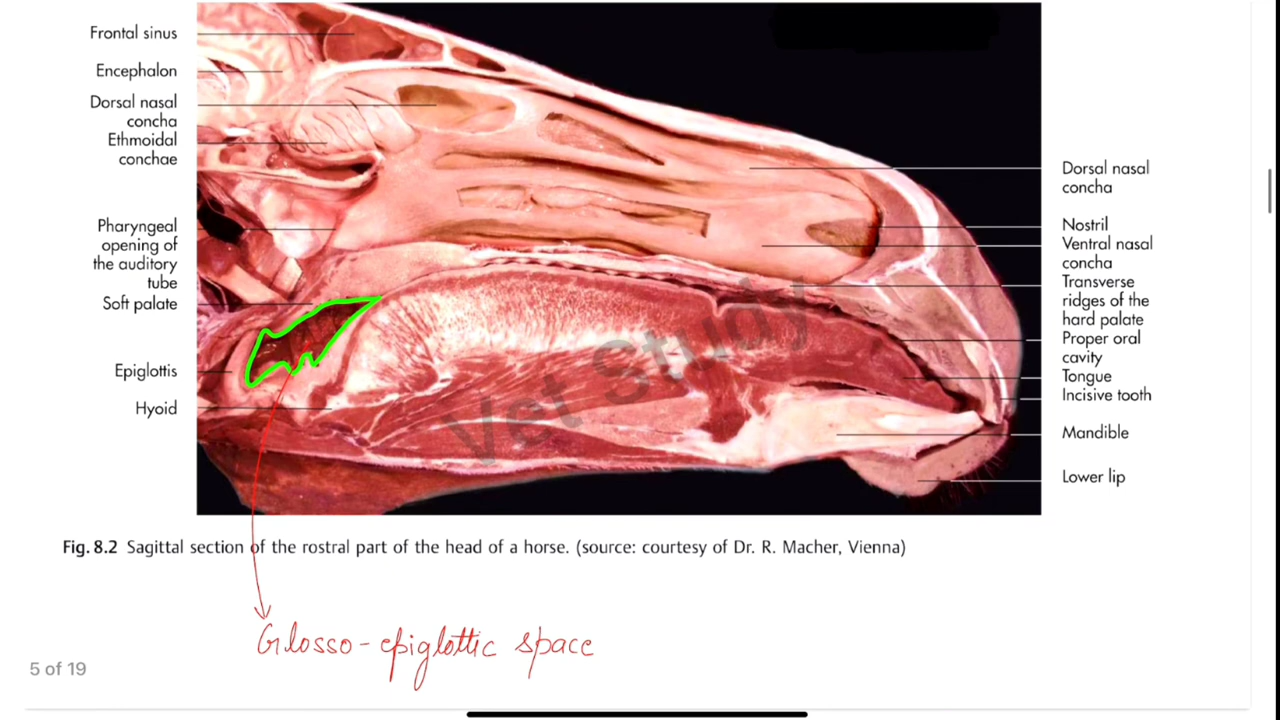 Frontal sinus
Encephalon
Dorsal nasal
concha
Ethmoidal
conchae
Pharyngeal
opening of
the auditory
tube
Soft palate
Epiglottis
Hyoid
Dorsal nasal
concha
Nostril
Ventral nasal
concha
Transverse
ridges of the
hard palate
Proper oral
cavity
Tongue
Incisive tooth
Mandible
Lower lip
Vet Study
Fig. 8.2 Sagittal section of the rostral part of the head of a horse. (source: courtesy of Dr. R. Macher, Vienna)
Glosso-epiglottic space
5 of 19